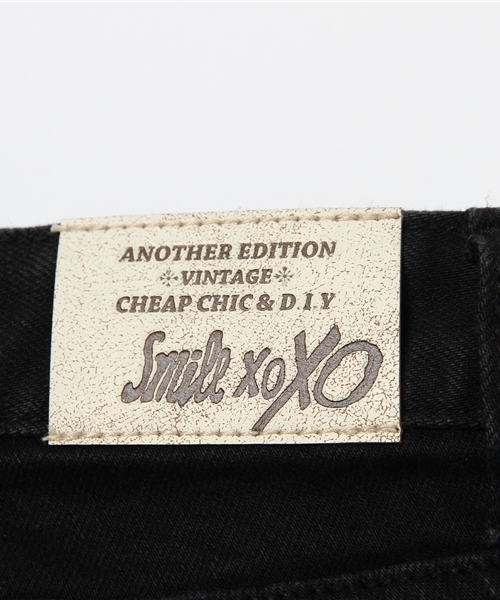 ANOTHER EDITION
VINTAGE
CHEAP CHIC & D.I.Y
Smile xoXO